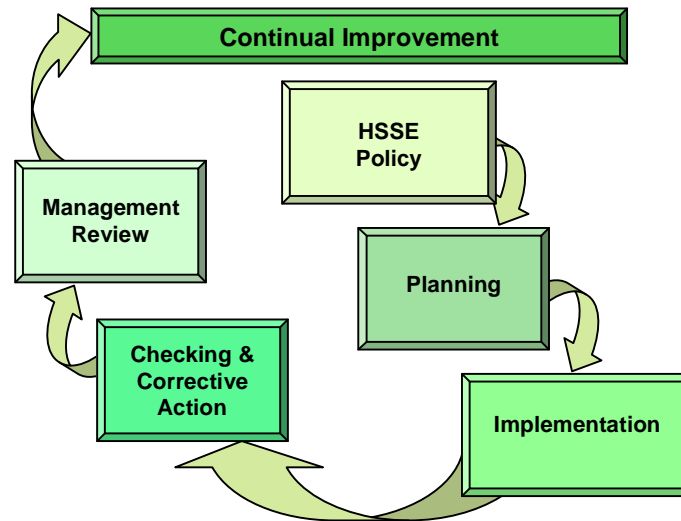 Continual Improvement
HSSE
Policy
Planning
Implementation
Checking &
Corrective
Action
Management
Review